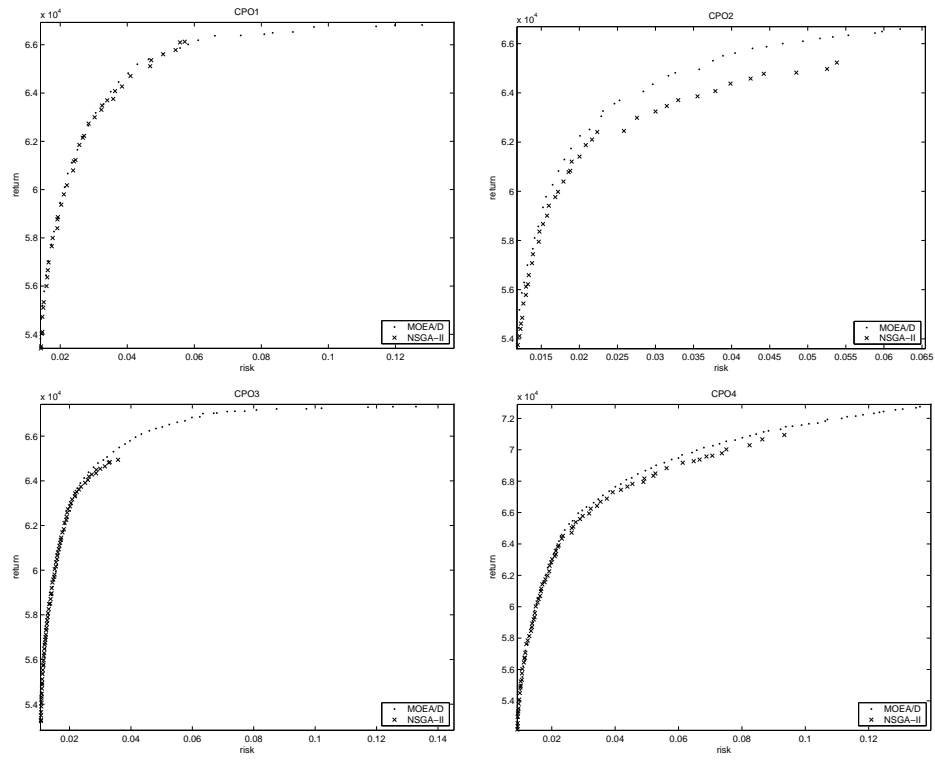 CPO1
x 10^4
6.6
6.4
6.2
6
5.8
5.6
5.4
return
0.02 0.04 0.06 0.08 0.1 0.12
risk
MOEA/D
NSGA-II
CPO2
x 10^4
6.6
6.4
6.2
6
5.8
5.6
5.4
return
0.015 0.02 0.025 0.03 0.035 0.04 0.045 0.05 0.055 0.06 0.065
risk
MOEA/D
NSGA-II
CPO3
x 10^4
6.6
6.4
6.2
6
5.8
5.6
5.4
return
0.02 0.04 0.06 0.08 0.1 0.12 0.14
risk
MOEA/D
NSGA-II
CPO4
x 10^4
7.2
7
6.8
6.6
6.4
6.2
6
5.8
5.6
5.4
return
0.02 0.04 0.06 0.08 0.1 0.12
risk
MOEA/D
NSGA-II